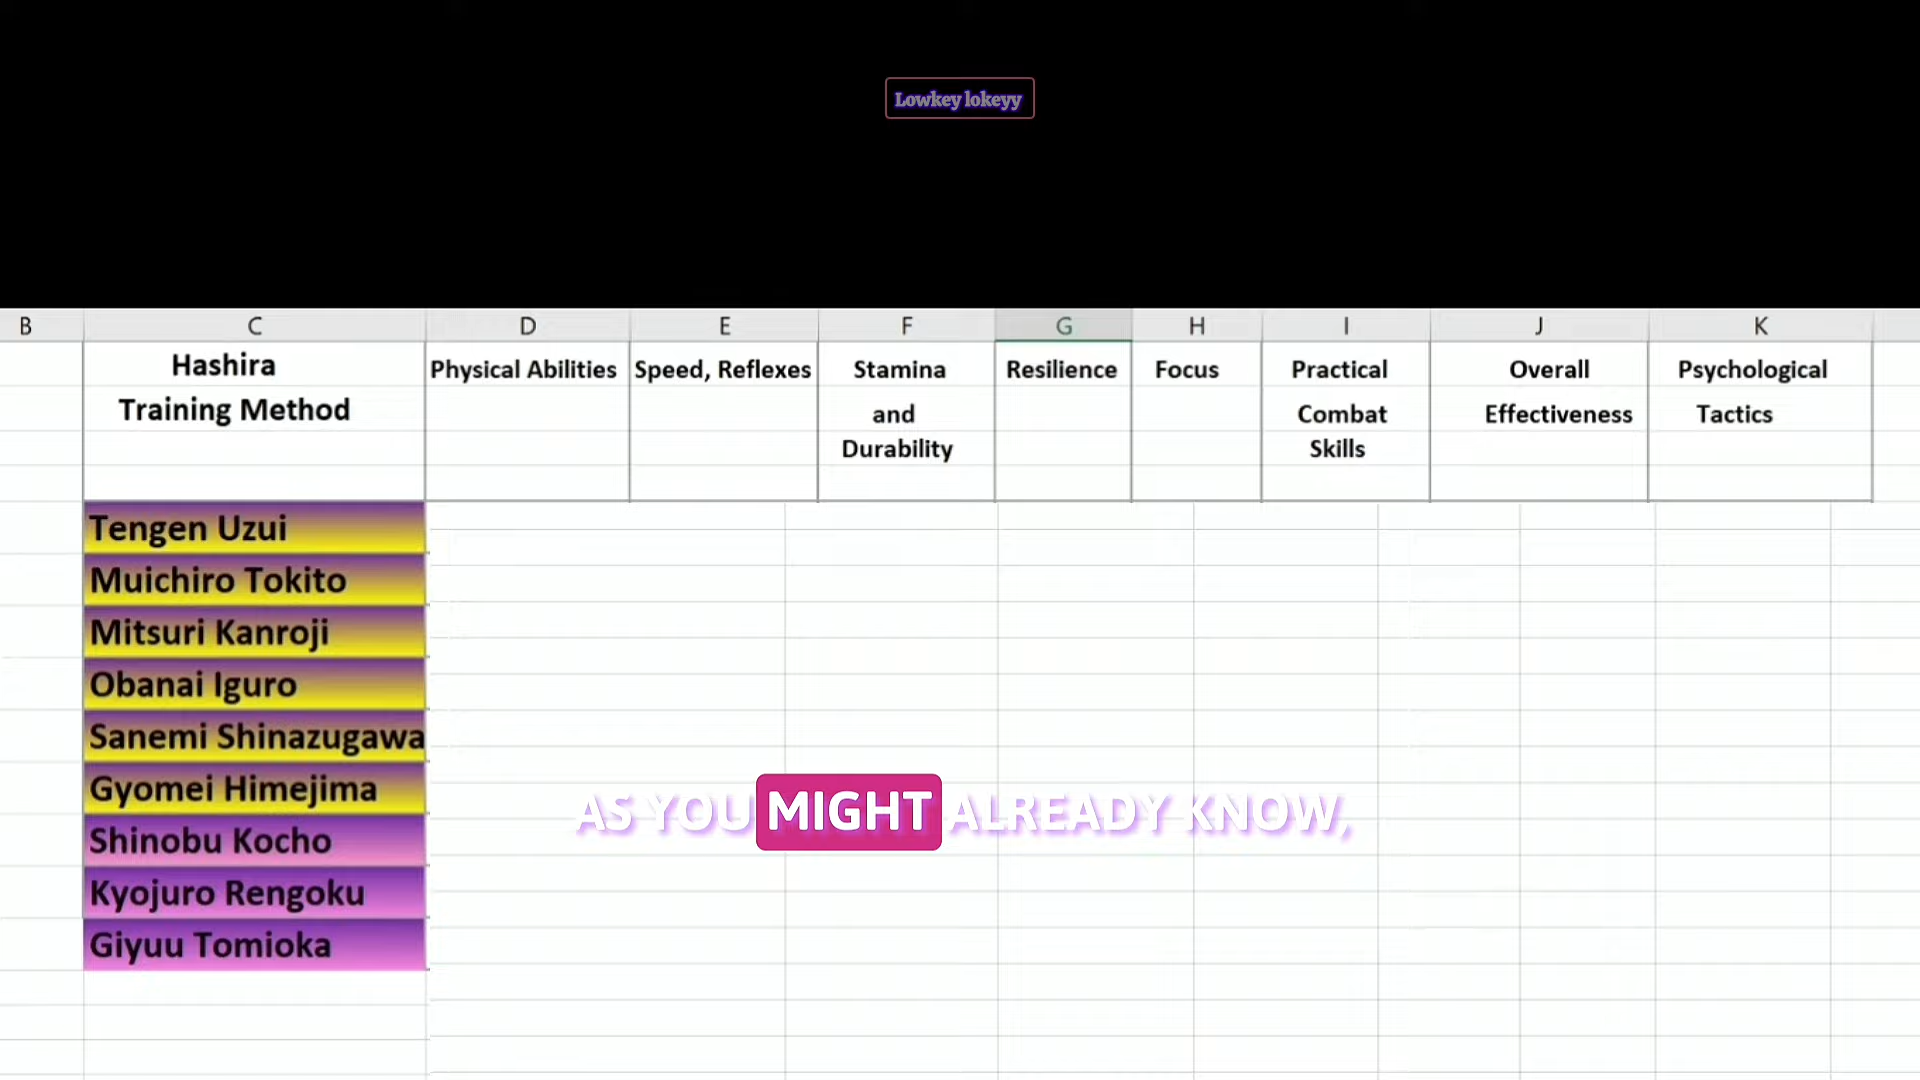 Lowkey lokeyy
B C D E F G H I J K
Hashira
Training Method
Physical Abilities
Speed, Reflexes
Stamina
and
Durability
Resilience
Focus
Practical
Combat
Skills
Overall
Effectiveness
Psychological
Tactics
Tengen Uzui
Muichiro Tokito
Mitsuri Kanroji
Obanai Iguro
Sanemi Shinazugawa
Gyomei Himejima
Shinobu Kocho
Kyojuro Rengoku
Giyuu Tomioka
AS YOU MIGHT ALREADY KNOW,